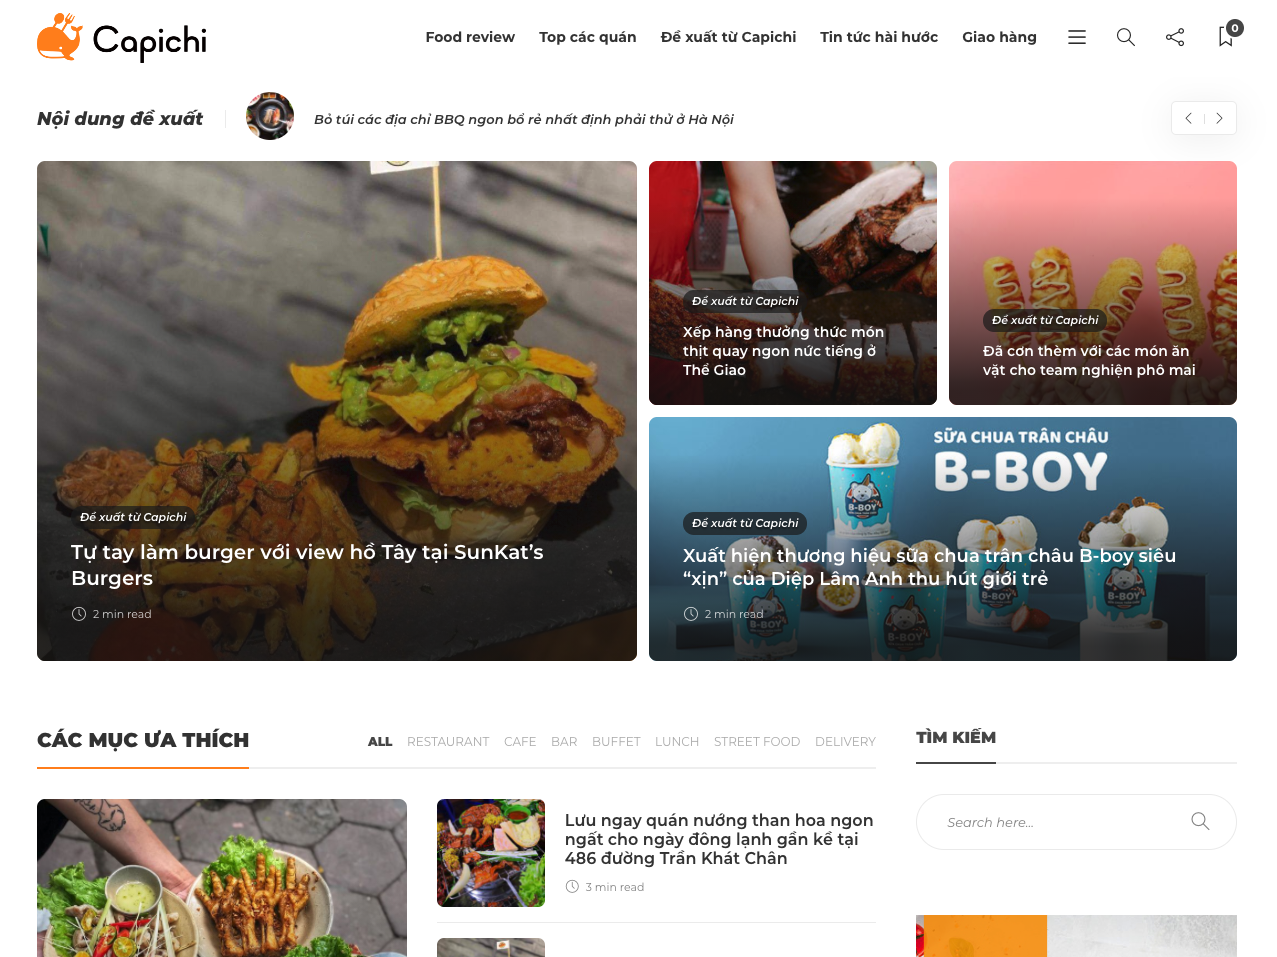 Capichi
Food review
Top các quán
Đề xuất từ Capichi
Tin tức hài hước
Giao hàng
0
Nội dung đề xuất
Bỏ túi các địa chỉ BBQ ngon bổ rẻ nhất định phải thử ở Hà Nội
Đề xuất từ Capichi
Tự tay làm burger với view hồ Tây tại SunKat’s
Burgers
2 min read
Đề xuất từ Capichi
Xếp hàng thưởng thức món
thịt quay ngon nức tiếng ở
Thể Giao
Đề xuất từ Capichi
Đã cơn thèm với các món ăn
vặt cho team nghiện phô mai
SỮA CHUA TRÂN CHÂU
B-BOY
Đề xuất từ Capichi
Xuất hiện thương hiệu sữa chua trân châu B-boy siêu
“xịn” của Diệp Lâm Anh thu hút giới trẻ
2 min read
B-BOY
B-BOY
B-BOY
B-BOY
B-BOY
CÁC MỤC ƯA THÍCH
ALL
RESTAURANT
CAFE
BAR
BUFFET
LUNCH
STREET FOOD
DELIVERY
Lưu ngay quán nướng than hoa ngon
ngất cho ngày đông lạnh gần kề tại
486 đường Trần Khát Chân
3 min read
TÌM KIẾM
Search here...